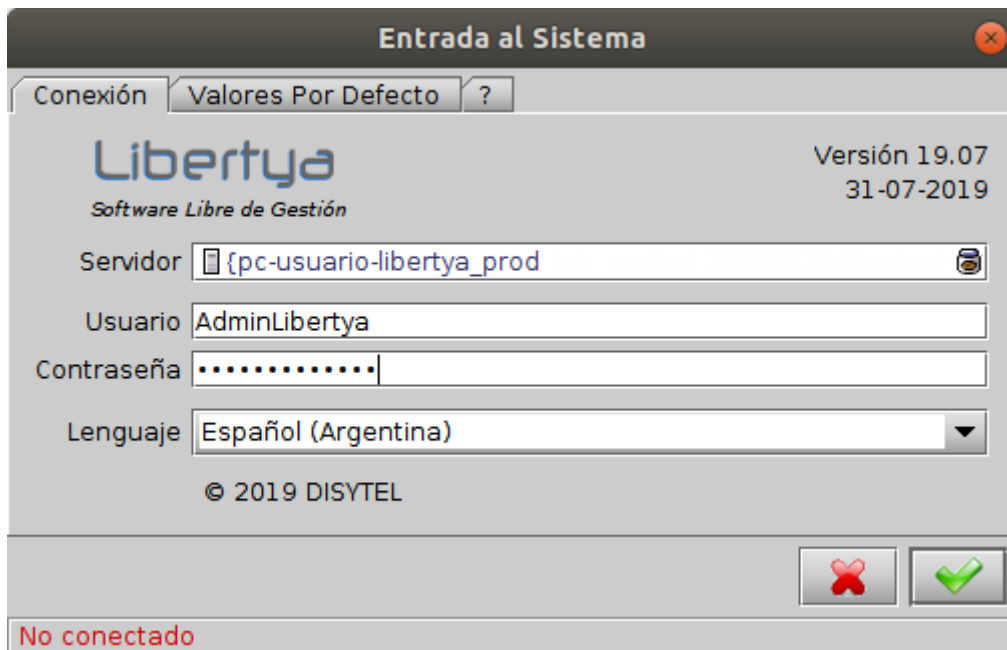 Entrada al Sistema
Conexión Valores Por Defecto ?
Libertya
Software Libre de Gestión
Versión 19.07
31-07-2019
Servidor {pc-usuario-libertya_prod
Usuario AdminLibertya
Contraseña •••••••••••••
Lenguaje Español (Argentina)
© 2019 DISYTEL
No conectado